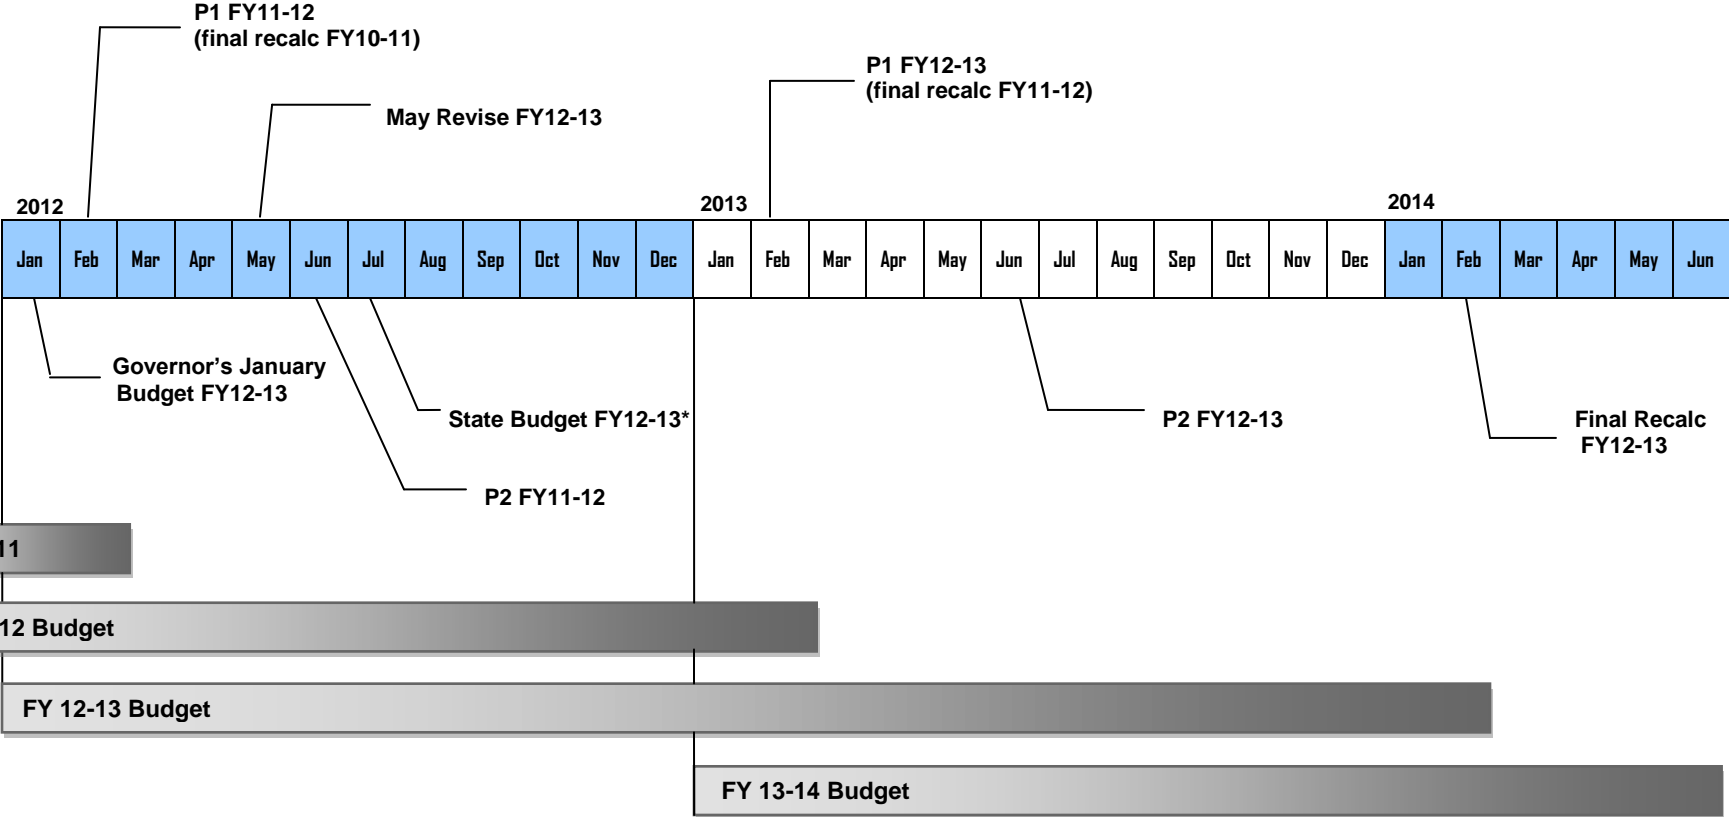 P1 FY11-12
(final recalc FY10-11)
P1 FY12-13
(final recalc FY11-12)
May Revise FY12-13
2012
2013
2014
Jan Feb Mar Apr May Jun Jul Aug Sep Oct Nov Dec Jan Feb Mar Apr May Jun Jul Aug Sep Oct Nov Dec Jan Feb Mar Apr May Jun
Governor’s January
Budget FY12-13
State Budget FY12-13*
P2 FY12-13
Final Recalc
FY12-13
P2 FY11-12
11
12 Budget
FY 12-13 Budget
FY 13-14 Budget